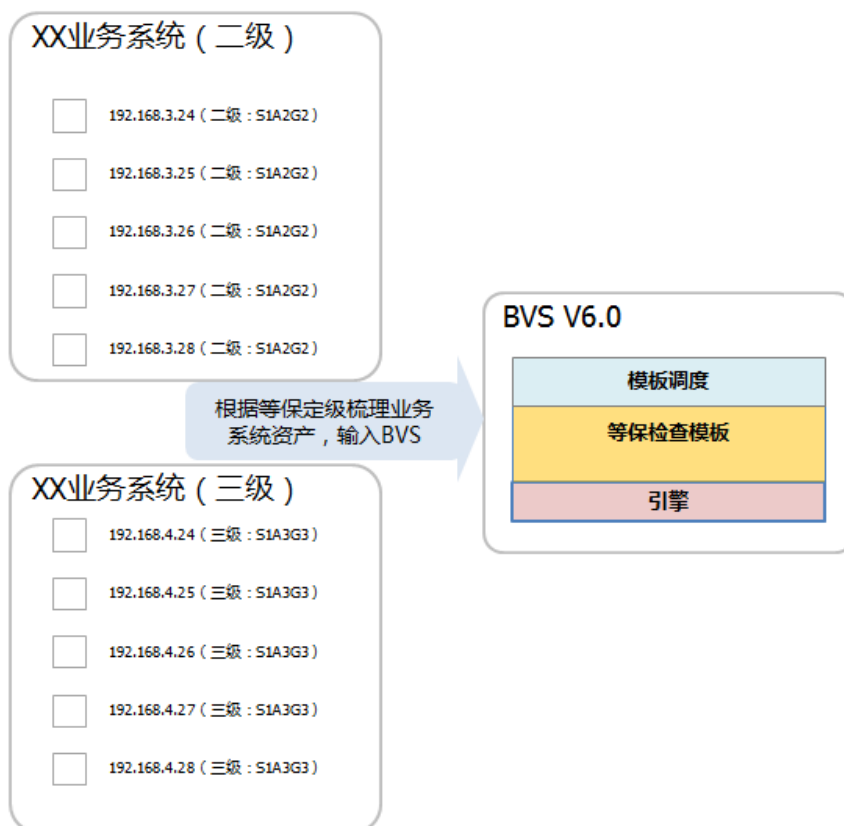 XX业务系统（二级）
192.168.3.24（二级：S1A2G2）
192.168.3.25（二级：S1A2G2）
192.168.3.26（二级：S1A2G2）
192.168.3.27（二级：S1A2G2）
192.168.3.28（二级：S1A2G2）
根据等保定级梳理业务
系统资产，输入BVS
XX业务系统（三级）
192.168.4.24（三级：S1A3G3）
192.168.4.25（三级：S1A3G3）
192.168.4.26（三级：S1A3G3）
192.168.4.27（三级：S1A3G3）
192.168.4.28（三级：S1A3G3）
BVS V6.0
模板调度
等保检查模板
引擎